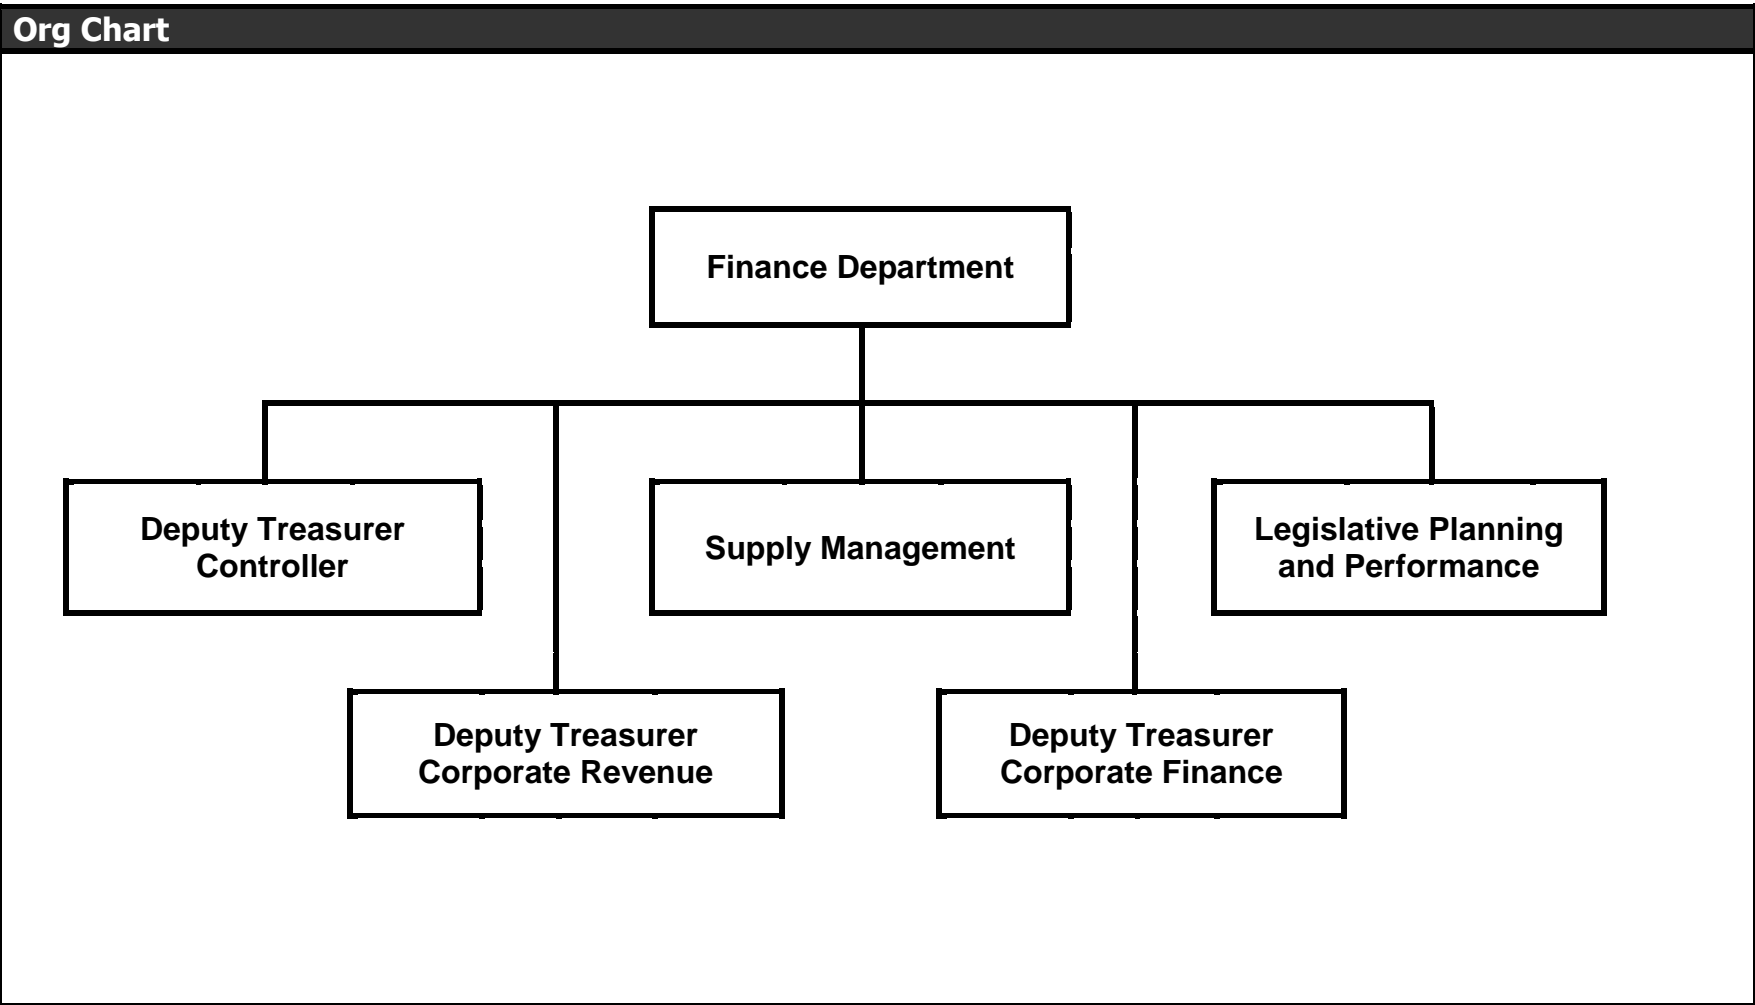 Org Chart
Finance Department
Deputy Treasurer
Controller
Supply Management
Legislative Planning
and Performance
Deputy Treasurer
Corporate Revenue
Deputy Treasurer
Corporate Finance